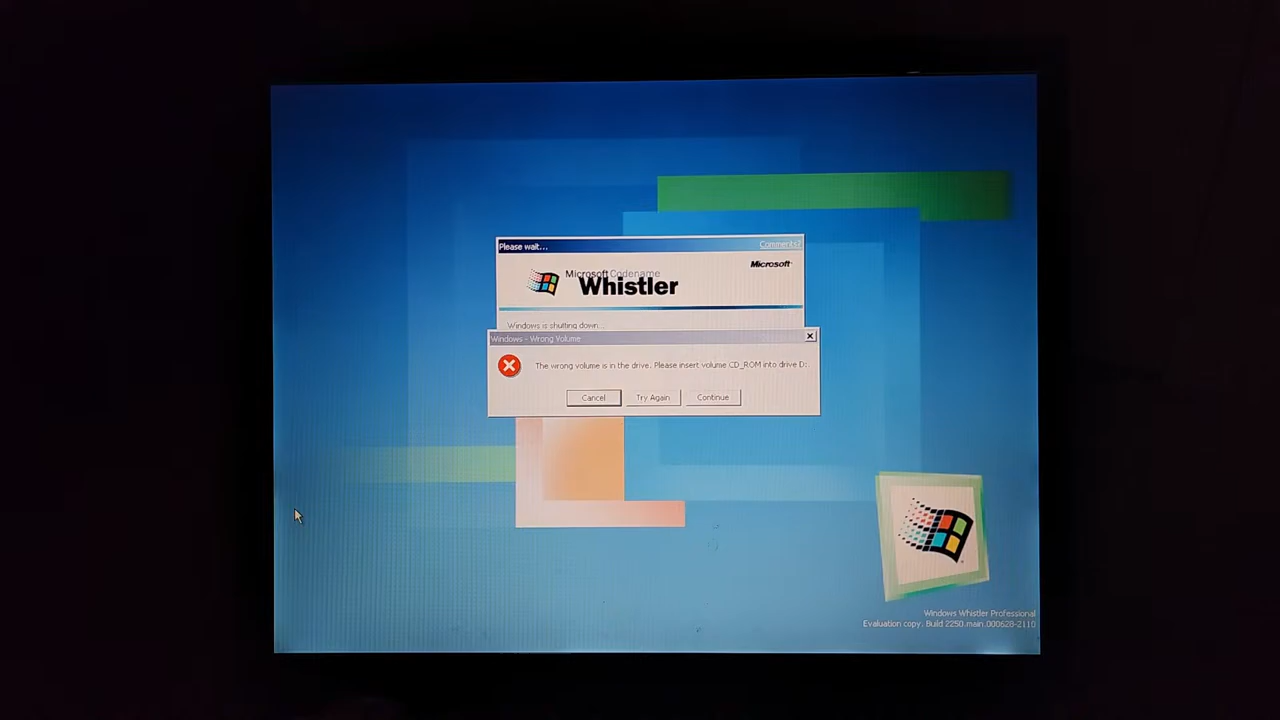 Please wait...
Comments?
Microsoft
Microsoft Codename
Whistler
Windows is shutting down...
Windows - Wrong Volume
The wrong volume is in the drive. Please insert volume CD_ROM into drive D:.
Cancel
Try Again
Continue
Windows Whistler Professional
Evaluation copy. Build 2250.main.000628-2110